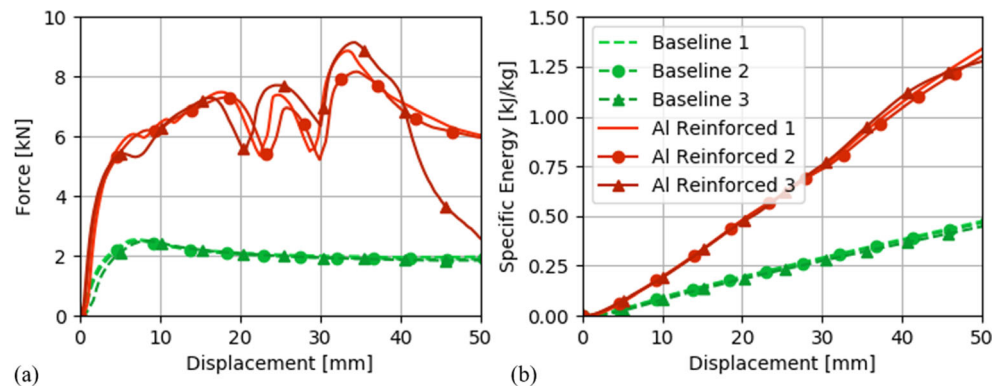 10
8
6
4
2
0
Force [kN]
0 10 20 30 40 50
Displacement [mm]
(a)
1.50
1.25
1.00
0.75
0.50
0.25
0.00
Specific Energy [kJ/kg]
Baseline 1
Baseline 2
Baseline 3
Al Reinforced 1
Al Reinforced 2
Al Reinforced 3
0 10 20 30 40 50
Displacement [mm]
(b)